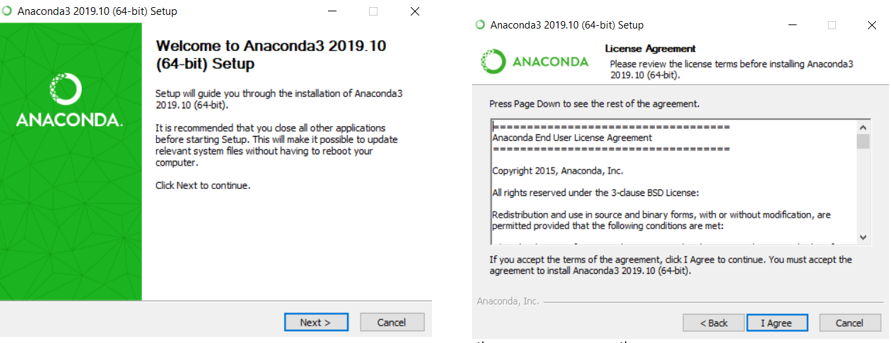 Anaconda3 2019.10 (64-bit) Setup
ANACONDA.
Welcome to Anaconda3 2019.10
(64-bit) Setup
Setup will guide you through the installation of Anaconda3
2019.10 (64-bit).
It is recommended that you close all other applications
before starting Setup. This will make it possible to update
relevant system files without having to reboot your
computer.
Click Next to continue.
Next >
Cancel
Anaconda3 2019.10 (64-bit) Setup
ANACONDA
License Agreement
Please review the license terms before installing Anaconda3
2019.10 (64-bit).
Press Page Down to see the rest of the agreement.
===================================
Anaconda End User License Agreement
===================================
Copyright 2015, Anaconda, Inc.
All rights reserved under the 3-clause BSD License:
Redistribution and use in source and binary forms, with or without modification, are
permitted provided that the following conditions are met:
If you accept the terms of the agreement, click I Agree to continue. You must accept the
agreement to install Anaconda3 2019.10 (64-bit).
Anaconda, Inc.
< Back
I Agree
Cancel